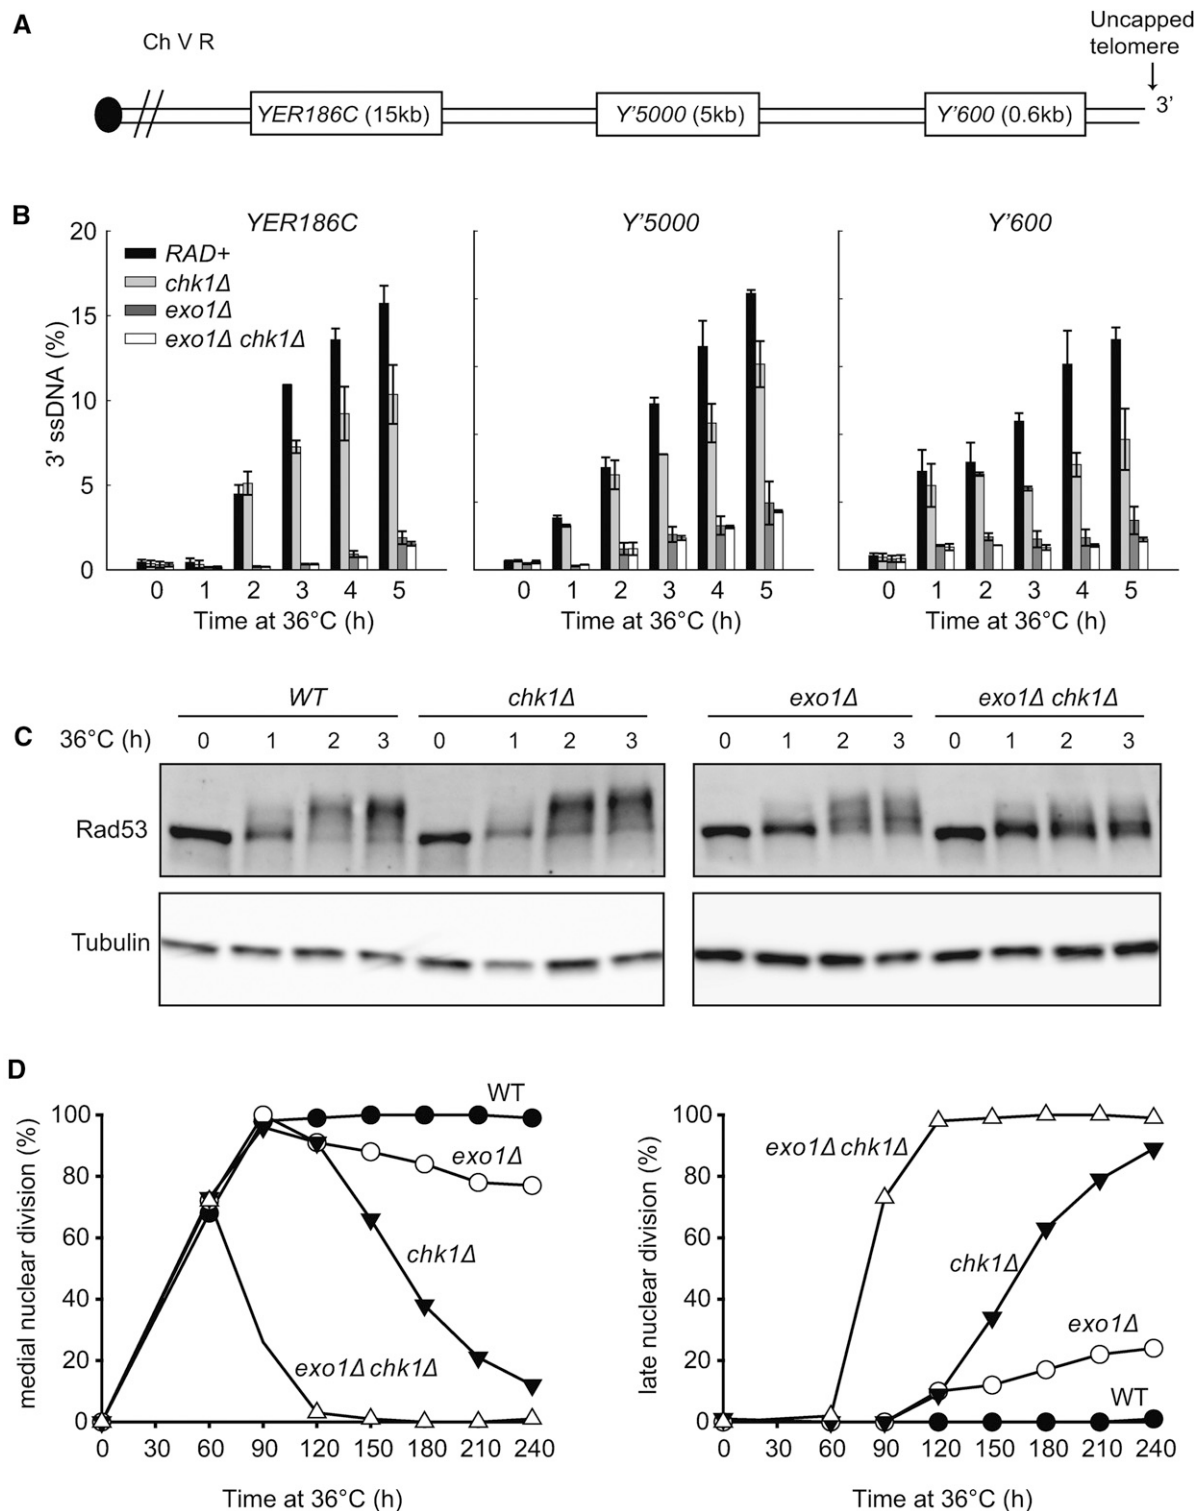 A
Ch V R
Uncapped
telomere
YER186C (15kb)
Y'5000 (5kb)
Y'600 (0.6kb)
3'
B
YER186C
Y'5000
Y'600
20
15
10
5
0
3' ssDNA (%)
RAD+
chk1Δ
exo1Δ
exo1Δ chk1Δ
0 1 2 3 4 5
0 1 2 3 4 5
0 1 2 3 4 5
Time at 36°C (h)
Time at 36°C (h)
Time at 36°C (h)
C
WT
chk1Δ
exo1Δ
exo1Δ chk1Δ
36°C (h) 0 1 2 3 0 1 2 3 0 1 2 3 0 1 2 3
Rad53
Tubulin
D
medial nuclear division (%)
100
80
60
40
20
0
WT
exo1Δ
chk1Δ
exo1Δ chk1Δ
0 30 60 90 120 150 180 210 240
Time at 36°C (h)
late nuclear division (%)
100
80
60
40
20
0
exo1Δ chk1Δ
chk1Δ
exo1Δ
WT
0 30 60 90 120 150 180 210 240
Time at 36°C (h)